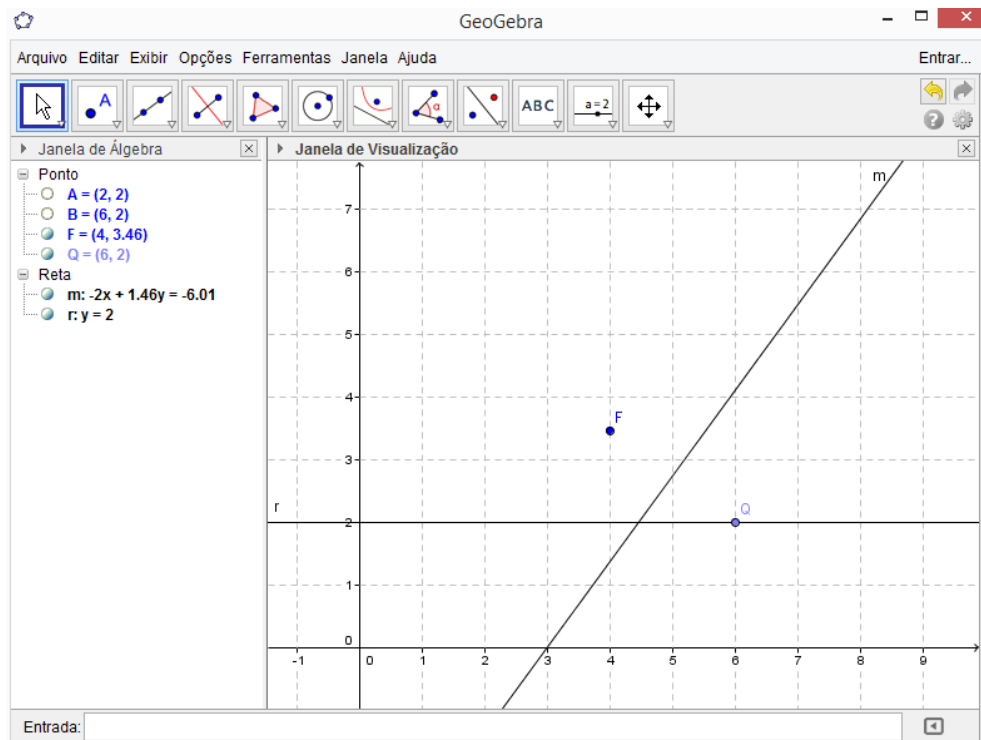 GeoGebra
Arquivo Editar Exibir Opções Ferramentas Janela Ajuda
Entrar...
A
α
ABC
a=2
Janela de Álgebra
Ponto
A = (2, 2)
B = (6, 2)
F = (4, 3.46)
Q = (6, 2)
Reta
m: -2x + 1.46y = -6.01
r: y = 2
Janela de Visualização
m
7
6
5
4
F
3
r
2
Q
1
0
-1 0 1 2 3 4 5 6 7 8 9
Entrada: